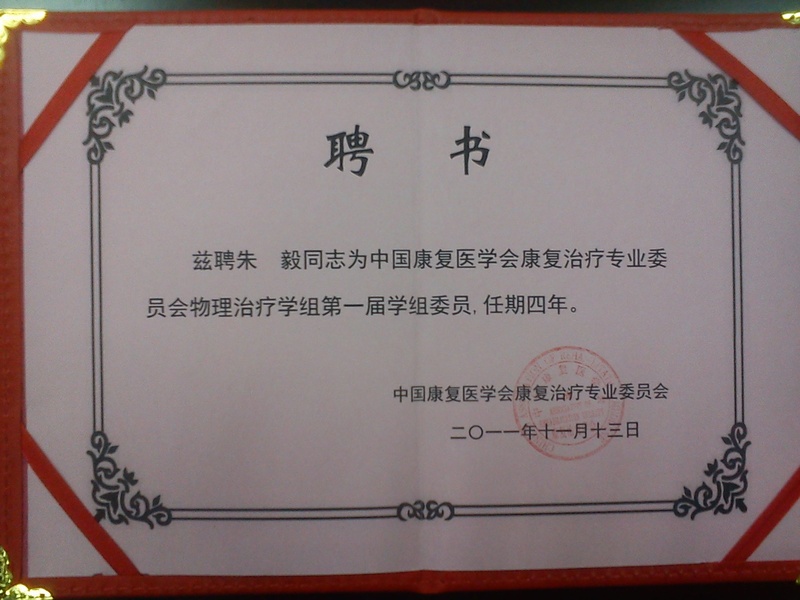 聘 书
兹聘朱 毅同志为中国康复医学会康复治疗专业委
员会物理治疗学组第一届学组委员,任期四年。
中国康复医学会康复治疗专业委员会
二〇一一年十一月十三日